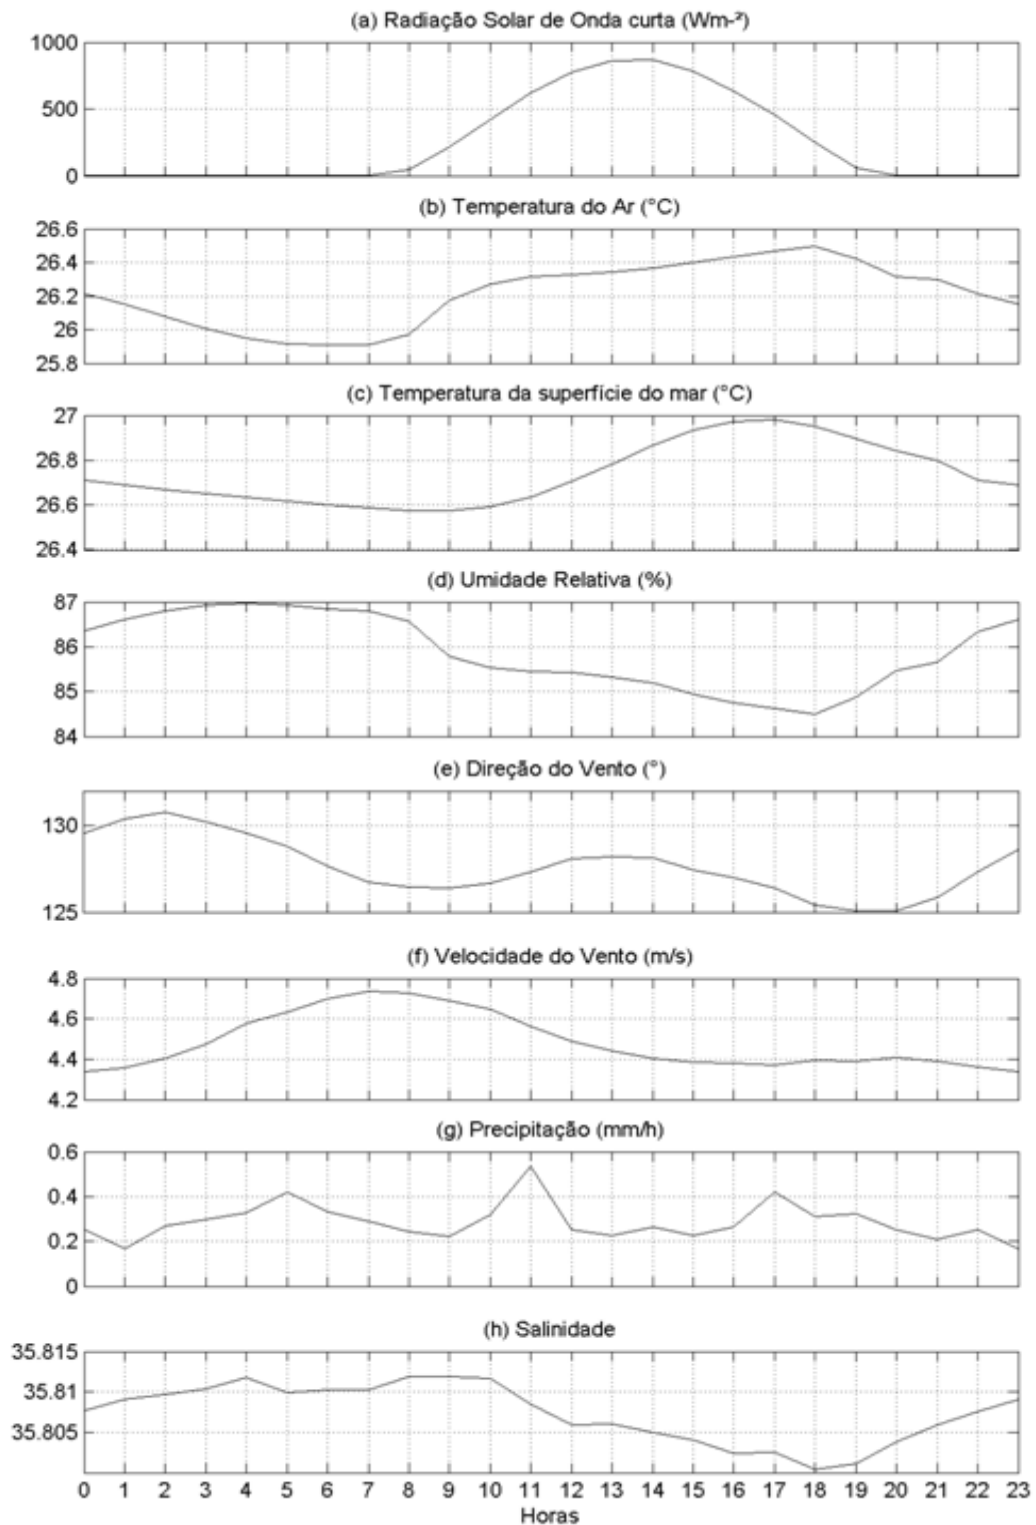 (a) Radiação Solar de Onda curta (Wm-²)
1000
500
0
(b) Temperatura do Ar (°C)
26.6
26.4
26.2
26
25.8
(c) Temperatura da superfície do mar (°C)
27
26.8
26.6
26.4
(d) Umidade Relativa (%)
87
86
85
84
(e) Direção do Vento (°)
130
125
(f) Velocidade do Vento (m/s)
4.8
4.6
4.4
4.2
(g) Precipitação (mm/h)
0.6
0.4
0.2
0
(h) Salinidade
35.815
35.81
35.805
0 1 2 3 4 5 6 7 8 9 10 11 12 13 14 15 16 17 18 19 20 21 22 23
Horas